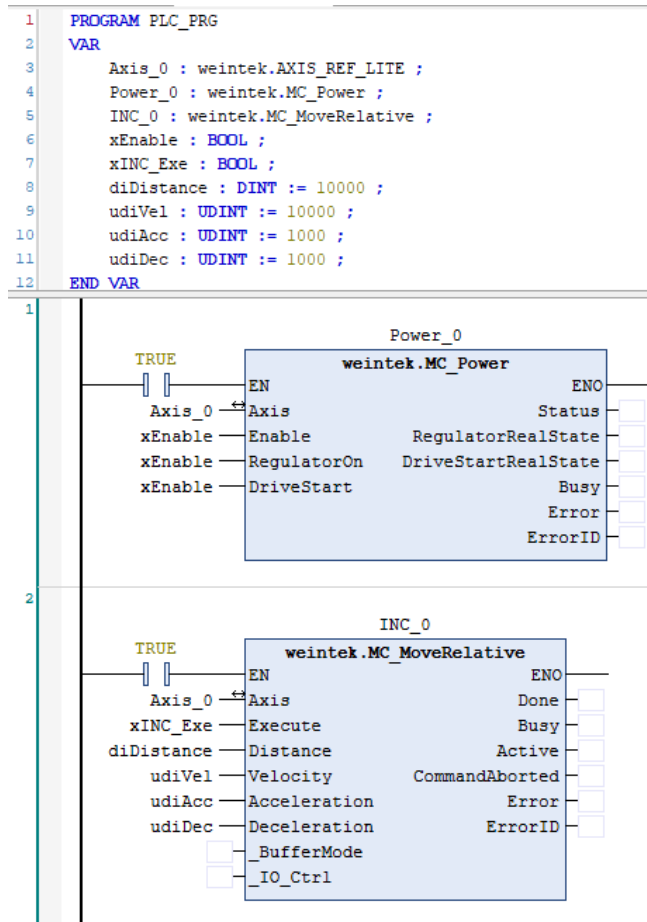 1 PROGRAM PLC_PRG
2 VAR
3 Axis_0 : weintek.AXIS_REF_LITE ;
4 Power_0 : weintek.MC_Power ;
5 INC_0 : weintek.MC_MoveRelative ;
6 xEnable : BOOL ;
7 xINC_Exe : BOOL ;
8 diDistance : DINT := 10000 ;
9 udiVel : UDINT := 10000 ;
10 udiAcc : UDINT := 1000 ;
11 udiDec : UDINT := 1000 ;
12 END_VAR
1
Power_0
TRUE weintek.MC_Power
EN ENO
Axis_0 Axis Status
xEnable Enable RegulatorRealState
xEnable RegulatorOn DriveStartRealState
xEnable DriveStart Busy
Error
ErrorID
2
INC_0
TRUE weintek.MC_MoveRelative
EN ENO
Axis_0 Axis Done
xINC_Exe Execute Busy
diDistance Distance Active
udiVel Velocity CommandAborted
udiAcc Acceleration Error
udiDec Deceleration ErrorID
_BufferMode
_IO_Ctrl